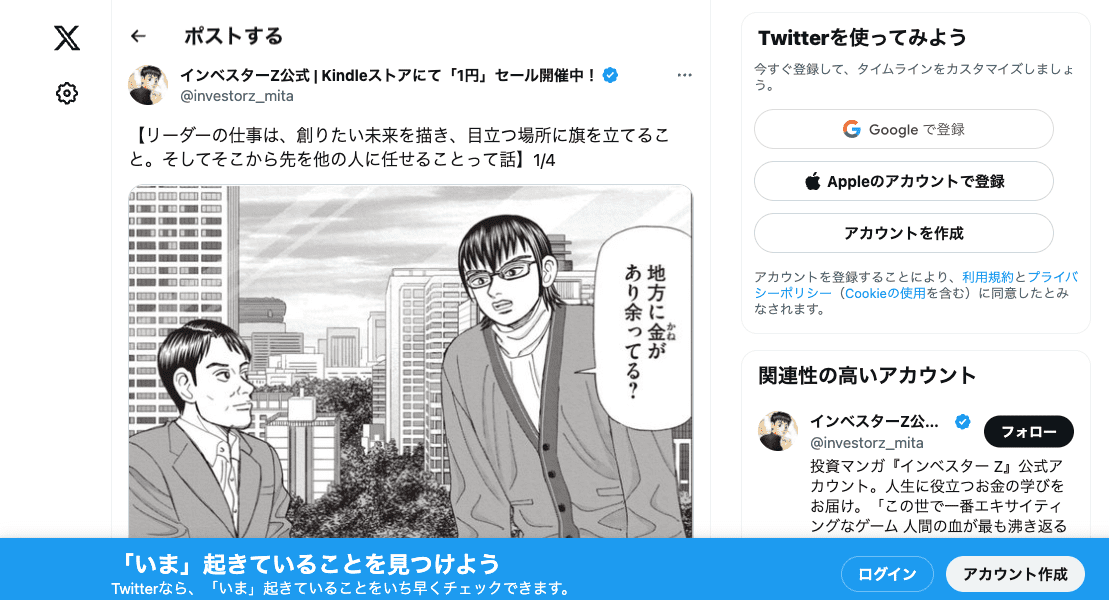 ポストする
インベスターZ公式 | Kindleストアにて「1円」セール開催中！
@investorz_mita
【リーダーの仕事は、創りたい未来を描き、目立つ場所に旗を立てるこ
と。そしてそこから先を他の人に任せることって話】1/4
地方に金が
かね
あり余ってる？
Twitterを使ってみよう
今すぐ登録して、タイムラインをカスタマイズしましょ
う。
Google で登録
Appleのアカウントで登録
アカウントを作成
アカウントを登録することにより、利用規約とプライバ
シーポリシー（Cookieの使用を含む）に同意したとみ
なされます。
関連性の高いアカウント
インベスターZ公...
@investorz_mita
フォロー
投資マンガ『インベスター Z』公式ア
カウント。人生に役立つお金の学びを
お届け。「この世で一番エキサイティ
ングなゲーム 人間の血が最も沸き返る
「いま」起きていることを見つけよう
Twitterなら、「いま」起きていることをいち早くチェックできます。
ログイン
アカウント作成